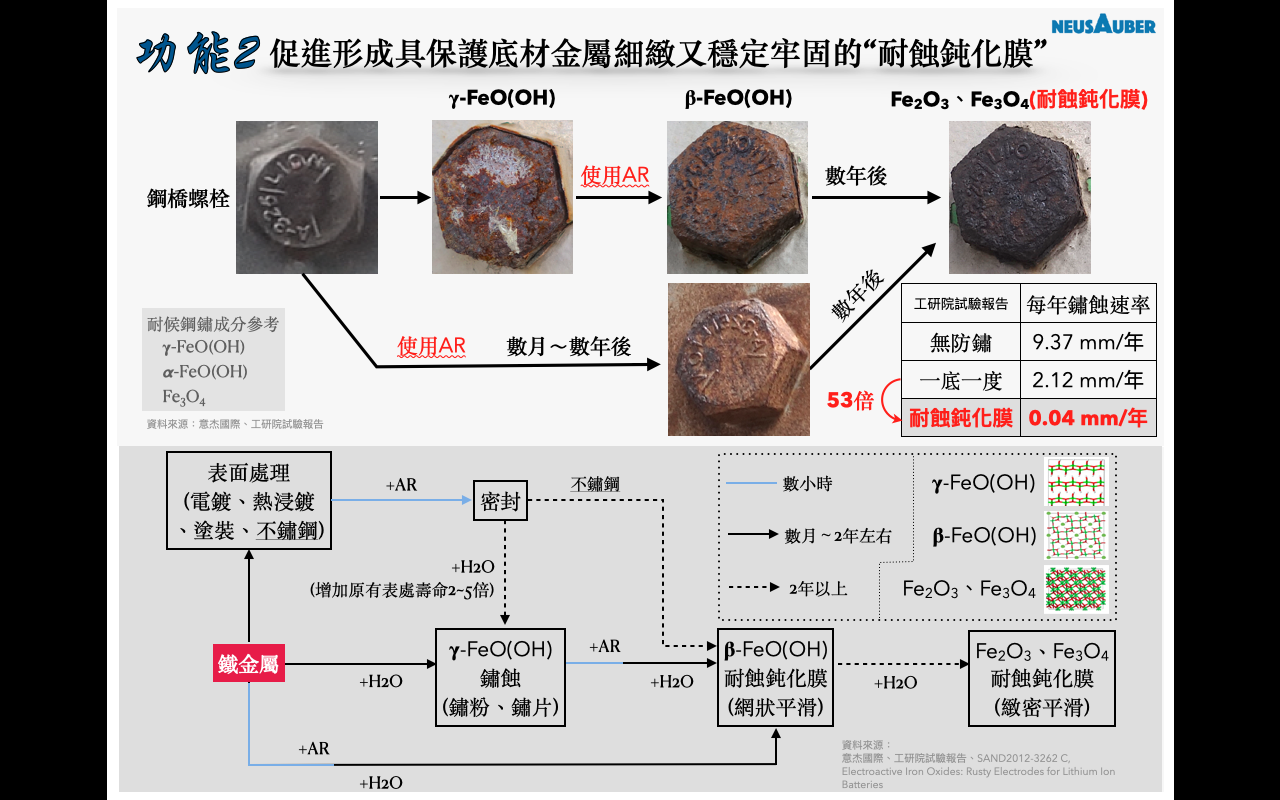 NEUSAUBER
功能2 促進形成具保護底材金屬細緻又穩定牢固的“耐蝕鈍化膜”
γ-FeO(OH)
β-FeO(OH)
Fe2O3、Fe3O4(耐蝕鈍化膜)
鋼橋螺栓
使用AR
數年後
使用AR
數月～數年後
數年後
耐候鋼鏽成分參考
γ-FeO(OH)
α-FeO(OH)
Fe3O4
資料來源：意杰國際、工研院試驗報告
工研院試驗報告 每年鏽蝕速率
無防鏽 9.37 mm/年
一底一度 2.12 mm/年
耐蝕鈍化膜 0.04 mm/年
53倍
表面處理
(電鍍、熱浸鍍
、塗裝、不鏽鋼)
+AR
密封
不鏽鋼
+H2O
(增加原有表處壽命2~5倍)
數小時
數月～2年左右
2年以上
γ-FeO(OH)
β-FeO(OH)
Fe2O3、Fe3O4
鐵金屬
+H2O
γ-FeO(OH)
鏽蝕
(鏽粉、鏽片)
+AR
+H2O
β-FeO(OH)
耐蝕鈍化膜
(網狀平滑)
+H2O
Fe2O3、Fe3O4
耐蝕鈍化膜
(緻密平滑)
+AR
+H2O
資料來源：
意杰國際、工研院試驗報告、SAND2012-3262 C,
Electroactive Iron Oxides: Rusty Electrodes for Lithium Ion
Batteries